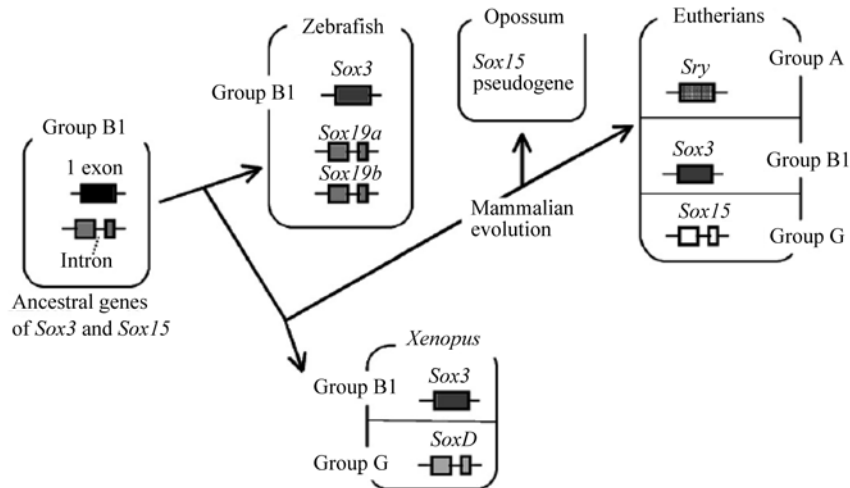 Group B1
1 exon
Intron
Ancestral genes
of Sox3 and Sox15
Zebrafish
Group B1
Sox3
Sox19a
Sox19b
Opossum
Sox15
pseudogene
Mammalian
evolution
Eutherians
Group A
Sry
Group B1
Sox3
Group G
Sox15
Xenopus
Group B1
Sox3
Group G
SoxD